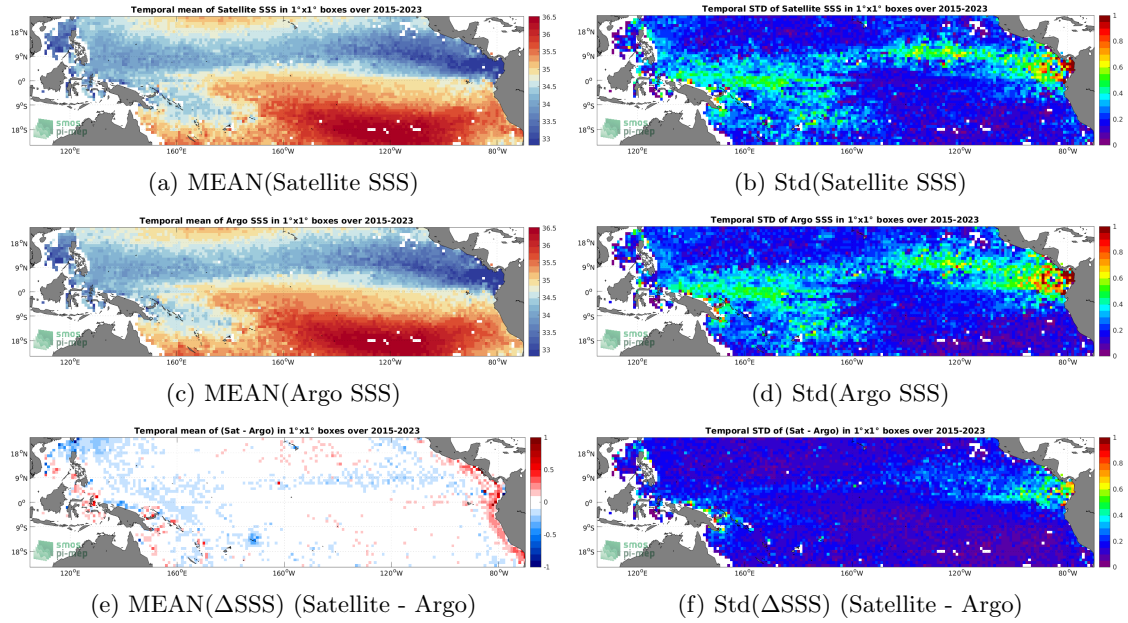 Temporal mean of Satellite SSS in 1°x1° boxes over 2015-2023
18°N
9°N
0°
9°S
18°S
120°E
160°E
160°W
120°W
80°W
36.5
36
35.5
35
34.5
34
33.5
33
smos
pi-mep
(a) MEAN(Satellite SSS)
Temporal STD of Satellite SSS in 1°x1° boxes over 2015-2023
18°N
9°N
0°
9°S
18°S
120°E
160°E
160°W
120°W
80°W
1
0.8
0.6
0.4
0.2
0
smos
pi-mep
(b) Std(Satellite SSS)
Temporal mean of Argo SSS in 1°x1° boxes over 2015-2023
18°N
9°N
0°
9°S
18°S
120°E
160°E
160°W
120°W
80°W
36.5
36
35.5
35
34.5
34
33.5
33
smos
pi-mep
(c) MEAN(Argo SSS)
Temporal STD of Argo SSS in 1°x1° boxes over 2015-2023
18°N
9°N
0°
9°S
18°S
120°E
160°E
160°W
120°W
80°W
1
0.8
0.6
0.4
0.2
0
smos
pi-mep
(d) Std(Argo SSS)
Temporal mean of (Sat - Argo) in 1°x1° boxes over 2015-2023
18°N
9°N
0°
9°S
18°S
120°E
160°E
160°W
120°W
80°W
1
0.5
0
-0.5
-1
smos
pi-mep
(e) MEAN(ΔSSS) (Satellite - Argo)
Temporal STD of (Sat - Argo) in 1°x1° boxes over 2015-2023
18°N
9°N
0°
9°S
18°S
120°E
160°E
160°W
120°W
80°W
1
0.8
0.6
0.4
0.2
0
smos
pi-mep
(f) Std(ΔSSS) (Satellite - Argo)